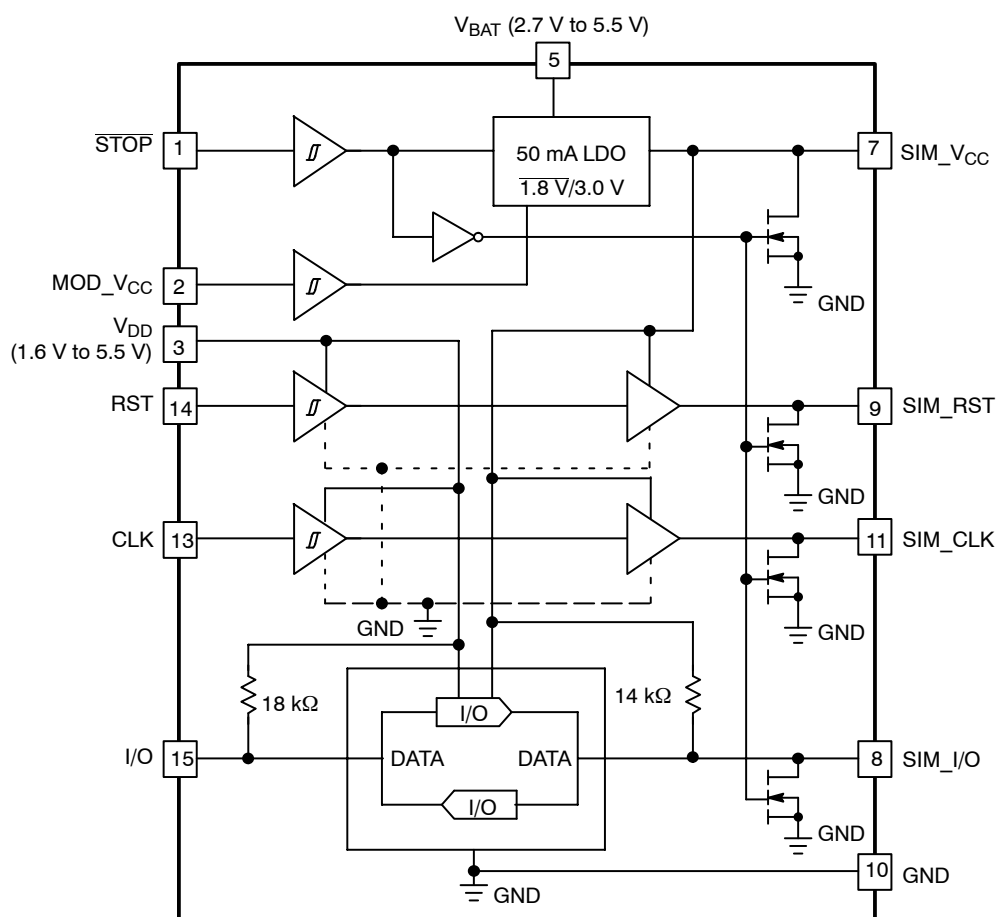 V_BAT (2.7 V to 5.5 V)
5
S̅T̅O̅P̅
1
50 mA LDO
1̅.̅8̅ ̅V̅/3.0 V
7
SIM_V_CC
MOD_V_CC
2
GND
V_DD
(1.6 V to 5.5 V)
3
RST
14
9
SIM_RST
GND
CLK
13
11
SIM_CLK
GND
GND
18 kΩ
14 kΩ
I/O
I/O
15
DATA
DATA
8
SIM_I/O
I/O
GND
10
GND
GND